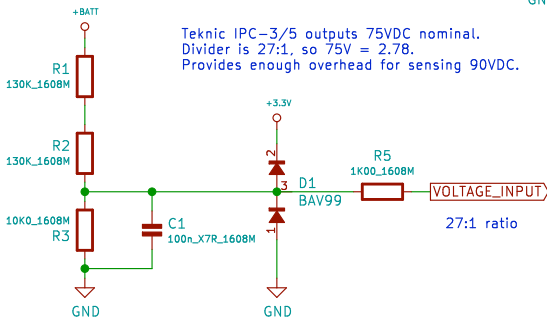 GND
+BATT
Teknic IPC-3/5 outputs 75VDC nominal.
Divider is 27:1, so 75V = 2.78.
Provides enough overhead for sensing 90VDC.
R1
130K_1608M
+3.3V
R2
130K_1608M
2
R5
1K00_1608M
3
D1
BAV99
VOLTAGE_INPUT
10K0_1608M
R3
C1
100n_X7R_1608M
1
27:1 ratio
GND
GND